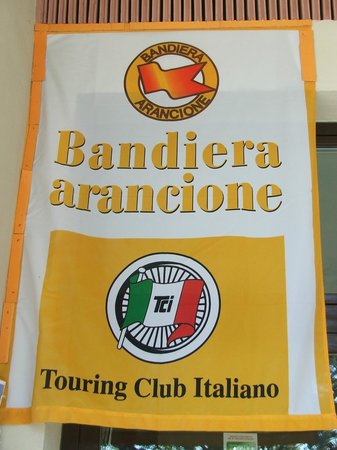 BANDIERA
ARANCIONE
Bandiera
arancione
TCi
Touring Club Italiano